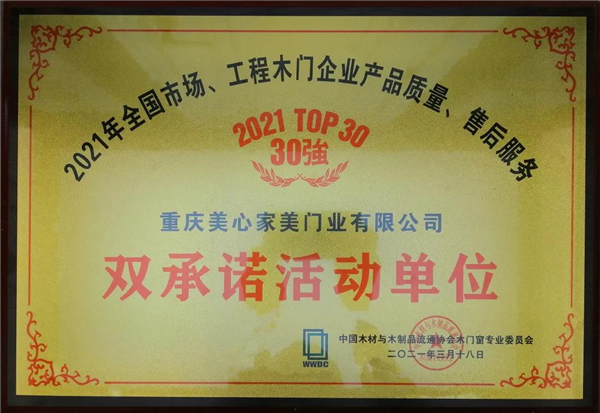 2021年全国市场、工程木门企业产品质量、售后服务
2021 TOP 30
30強
重庆美心家美门业有限公司
双承诺活动单位
WWDC
中国木材与木制品流通协会木门窗专业委员会
二〇二一年三月十八日